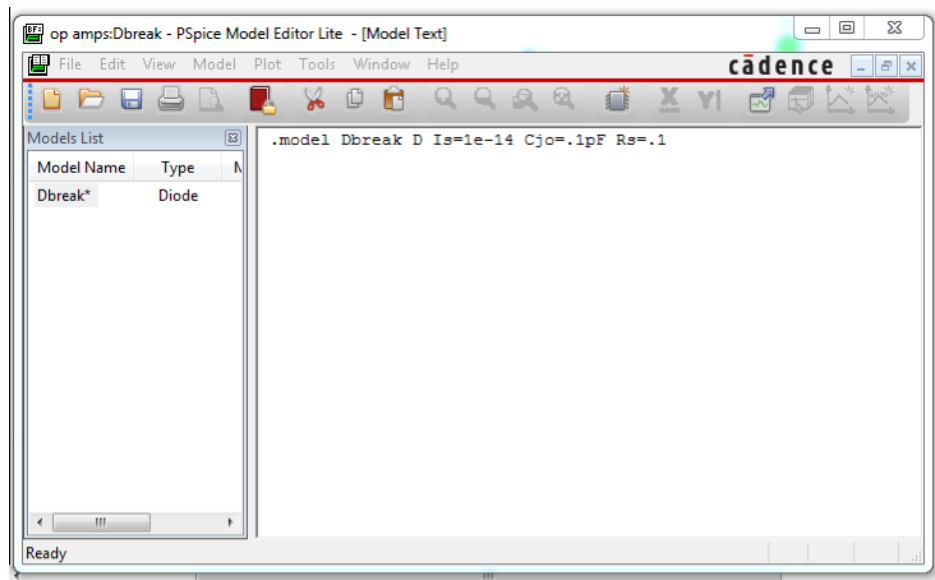 op amps:Dbreak - PSpice Model Editor Lite - [Model Text]
File Edit View Model Plot Tools Window Help
cādence
Models List
Model Name Type M
Dbreak* Diode
.model Dbreak D Is=1e-14 Cjo=.1pF Rs=.1
Ready